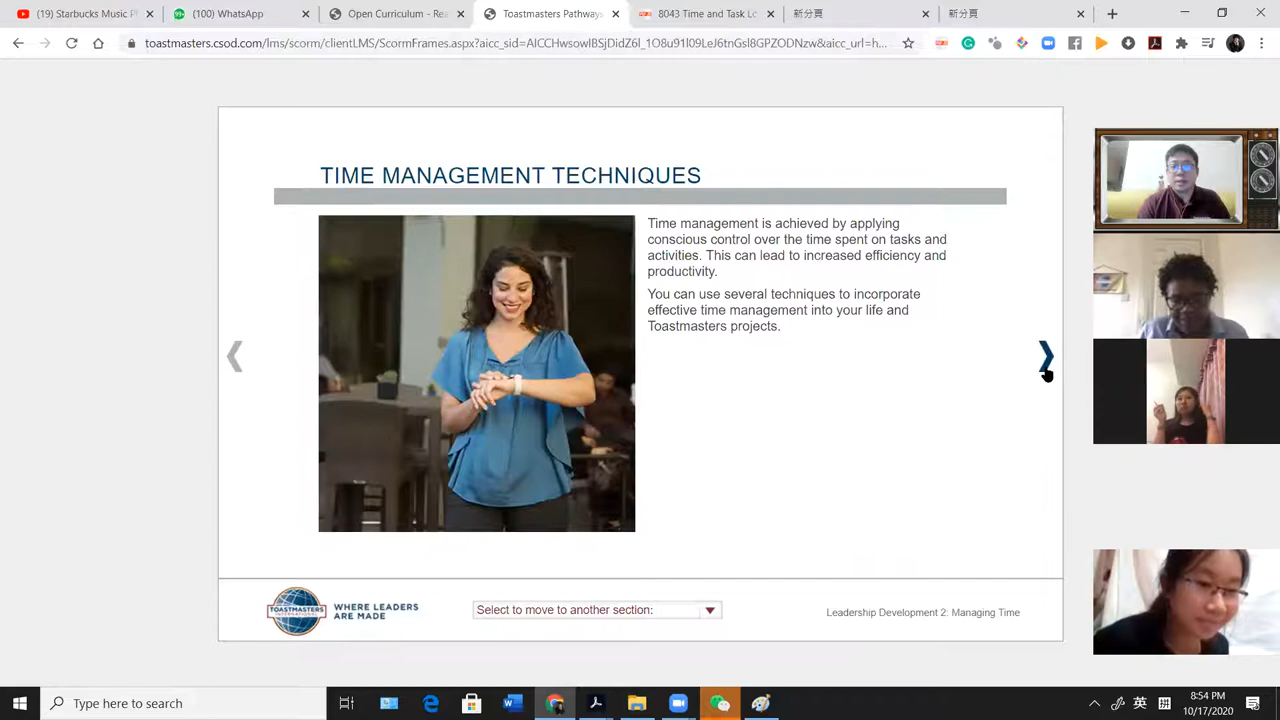 (19) Starbucks Music P
(100) WhatsApp
Open Curriculum - Re
Toastmasters Pathways
8043 Time and Task L
新分頁
新分頁
toastmasters.csod.com/lms/scorm/clientLMS/ScormFrames.aspx?aicc_sid=AICCHwsowIBSjDidZ6I_1O8u91l09LeJ6tnGsl8GPZODNzw&aicc_url=h...
TIME MANAGEMENT TECHNIQUES
Time management is achieved by applying
conscious control over the time spent on tasks and
activities. This can lead to increased efficiency and
productivity.
You can use several techniques to incorporate
effective time management into your life and
Toastmasters projects.
TOASTMASTERS
INTERNATIONAL
WHERE LEADERS
ARE MADE
Select to move to another section:
Leadership Development 2: Managing Time
Type here to search
英
拼
8:54 PM
10/17/2020